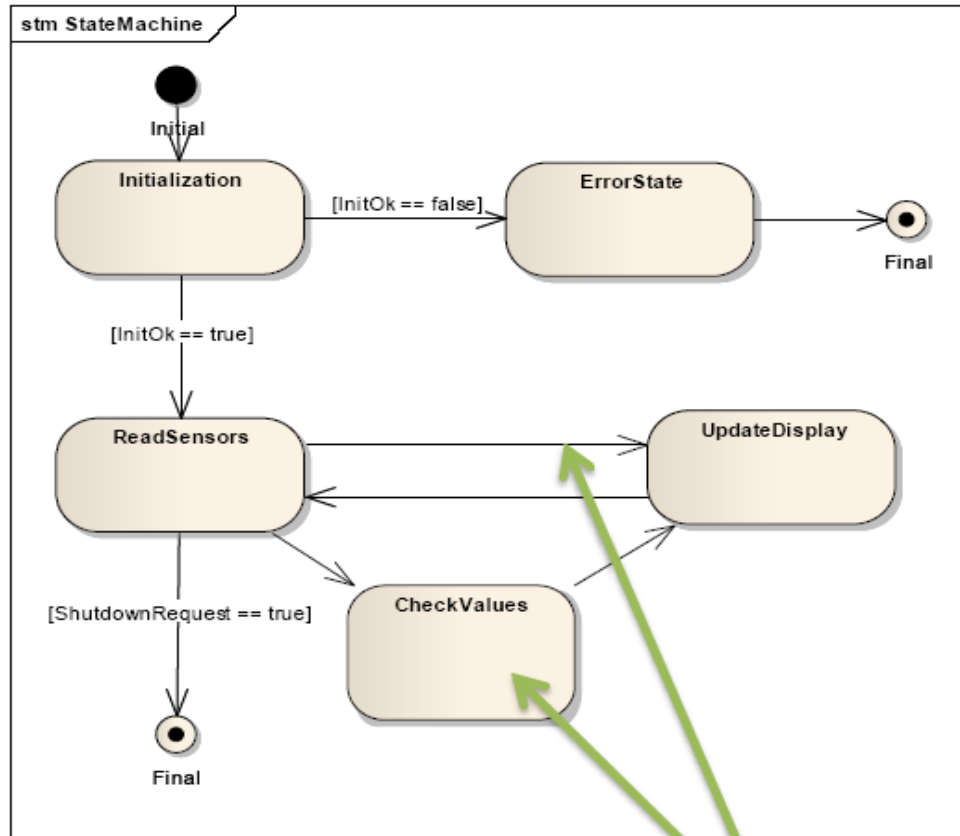 stm StateMachine
Initial
Initialization
[InitOk == false]
ErrorState
Final
[InitOk == true]
ReadSensors
UpdateDisplay
CheckValues
[ShutdownRequest == true]
Final